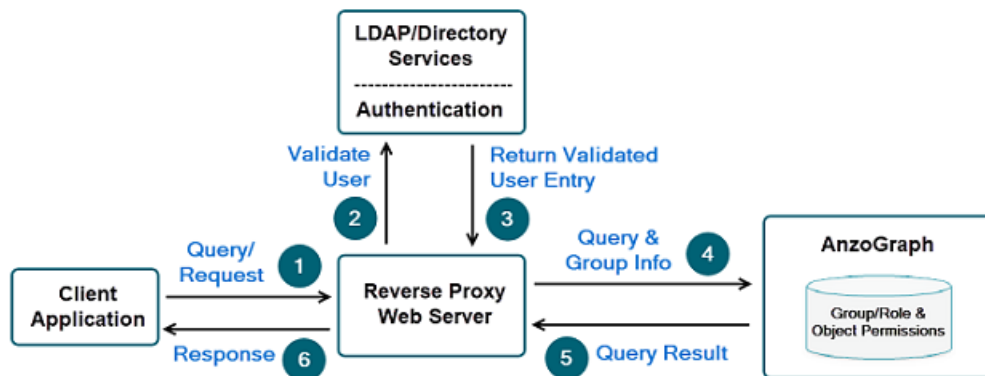 LDAP/Directory
Services
Authentication
Validate
User
2
Return Validated
User Entry
3
Query/
Request
1
Query &
Group Info
4
AnzoGraph
Group/Role &
Object Permissions
Client
Application
Reverse Proxy
Web Server
Response
6
5
Query Result